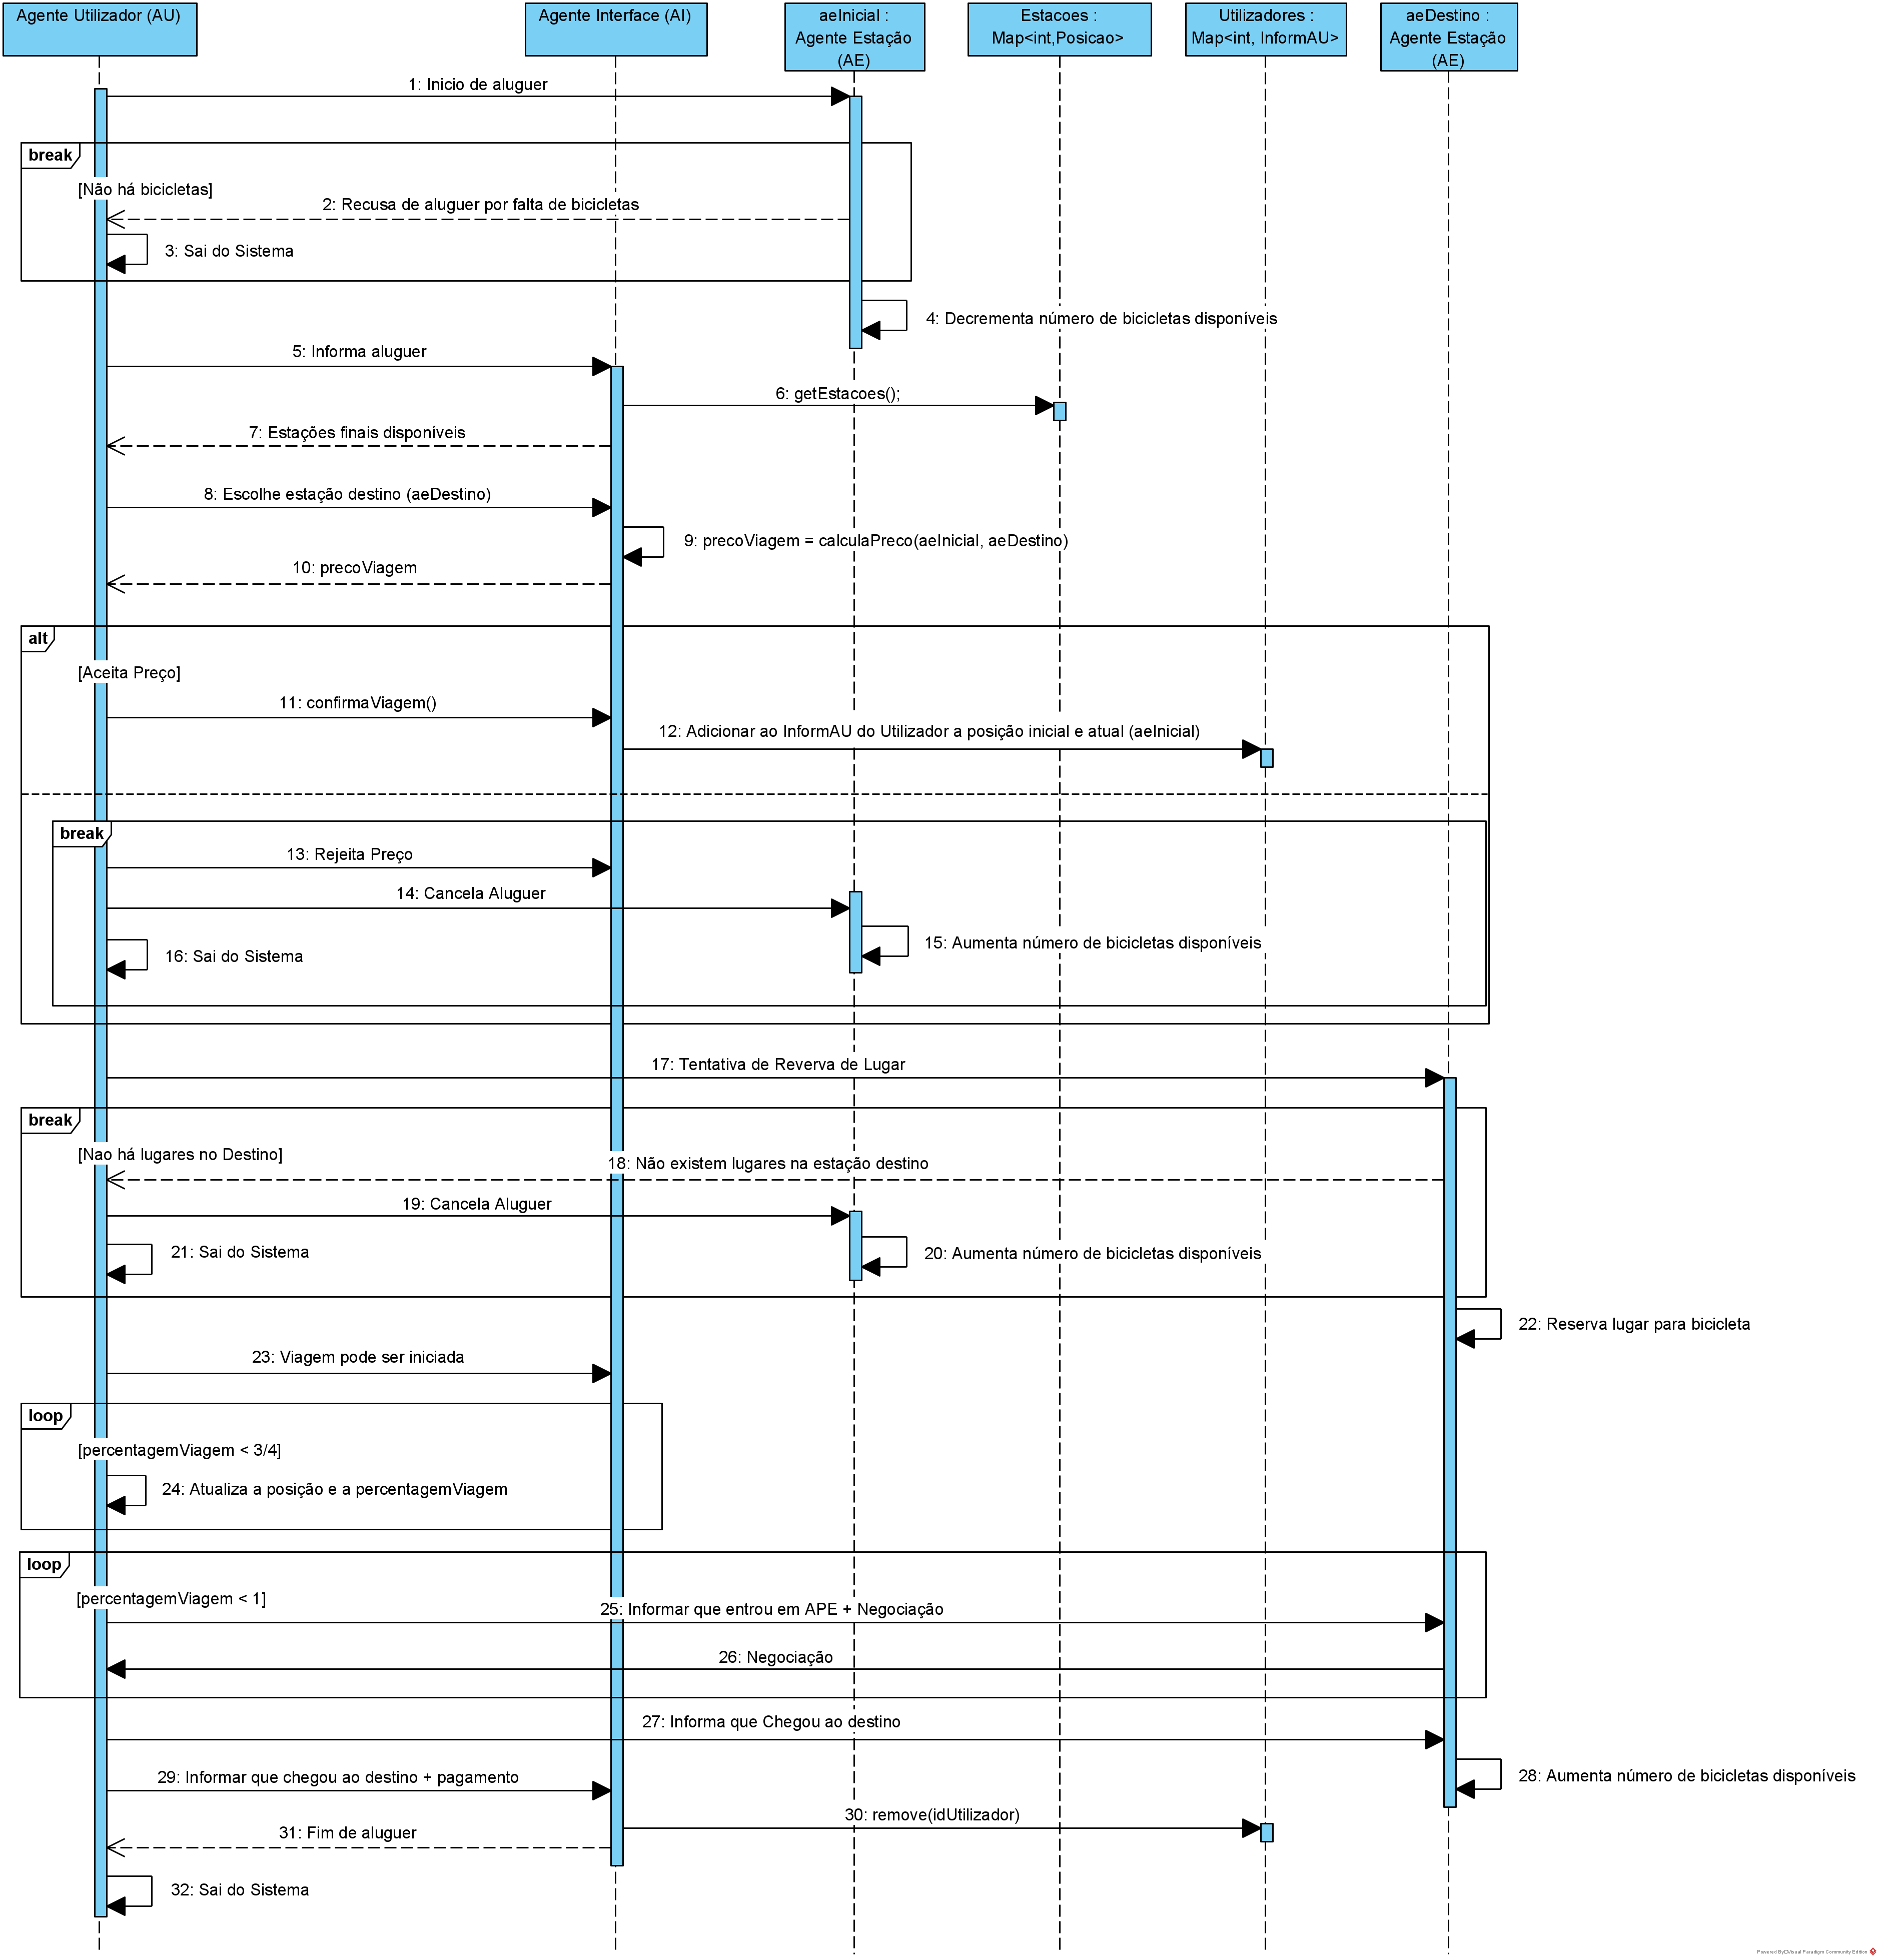 Agente Utilizador (AU)
Agente Interface (AI)
aeInicial :
Agente Estação
(AE)
Estacoes :
Map<int,Posicao>
Utilizadores :
Map<int, InformAU>
aeDestino :
Agente Estação
(AE)
1: Inicio de aluguer
break
[Não há bicicletas]
2: Recusa de aluguer por falta de bicicletas
3: Sai do Sistema
4: Decrementa número de bicicletas disponíveis
5: Informa aluguer
6: getEstacoes();
7: Estações finais disponíveis
8: Escolhe estação destino (aeDestino)
9: precoViagem = calculaPreco(aeInicial, aeDestino)
10: precoViagem
alt
[Aceita Preço]
11: confirmaViagem()
12: Adicionar ao InformAU do Utilizador a posição inicial e atual (aeInicial)
break
13: Rejeita Preço
14: Cancela Aluguer
15: Aumenta número de bicicletas disponíveis
16: Sai do Sistema
17: Tentativa de Reverva de Lugar
break
[Nao há lugares no Destino]
18: Não existem lugares na estação destino
19: Cancela Aluguer
21: Sai do Sistema
20: Aumenta número de bicicletas disponíveis
22: Reserva lugar para bicicleta
23: Viagem pode ser iniciada
loop
[percentagemViagem < 3/4]
24: Atualiza a posição e a percentagemViagem
loop
[percentagemViagem < 1]
25: Informar que entrou em APE + Negociação
26: Negociação
27: Informa que Chegou ao destino
28: Aumenta número de bicicletas disponíveis
29: Informar que chegou ao destino + pagamento
30: remove(idUtilizador)
31: Fim de aluguer
32: Sai do Sistema
Powered By Visual Paradigm Community Edition